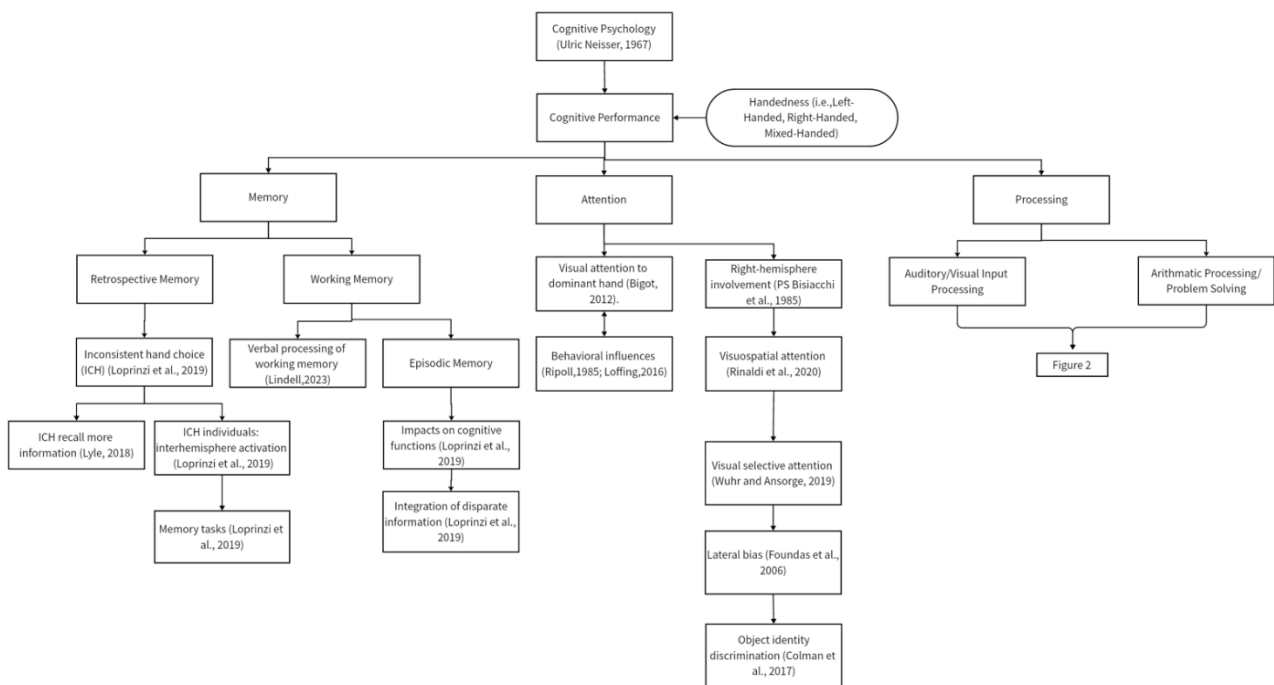 Cognitive Psychology
(Ulric Neisser, 1967)
Cognitive Performance
Handedness (i.e.,Left-
Handed, Right-Handed,
Mixed-Handed)
Memory
Attention
Processing
Retrospective Memory
Working Memory
Visual attention to
dominant hand (Bigot,
2012).
Right-hemisphere
involvement (PS Bisiacchi
et al., 1985)
Auditory/Visual Input
Processing
Arithmatic Processing/
Problem Solving
Inconsistent hand choice
(ICH) (Loprinzi et al., 2019)
Verbal processing of
working memory
(Lindell,2023)
Episodic Memory
Behavioral influences
(Ripoll,1985; Loffing,2016)
Visuospatial attention
(Rinaldi et al., 2020)
Figure 2
ICH recall more
information (Lyle, 2018)
ICH individuals:
interhemisphere activation
(Loprinzi et al., 2019)
Impacts on cognitive
functions (Loprinzi et al.,
2019)
Visual selective attention
(Wuhr and Ansorge, 2019)
Memory tasks (Loprinzi et
al., 2019)
Integration of disparate
information (Loprinzi et al.,
2019)
Lateral bias (Foundas et al.,
2006)
Object identity
discrimination (Colman et
al., 2017)